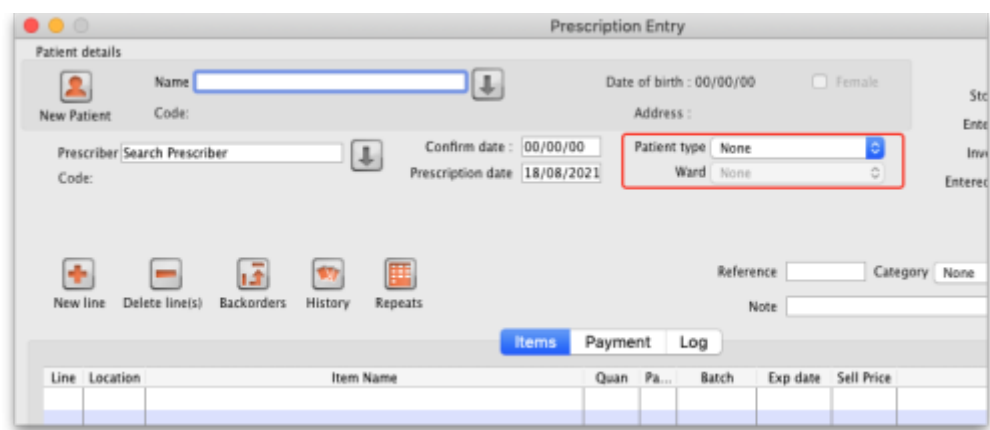 Prescription Entry
Patient details
Name
Date of birth : 00/00/00
Female
New Patient
Code:
Address :
Prescriber Search Prescriber
Confirm date : 00/00/00
Patient type None
Code:
Prescription date 18/08/2021
Ward None
Entered
Reference
Category None
New line Delete line(s) Backorders History Repeats
Note
Items Payment Log
Line Location Item Name Quan Pa... Batch Exp date Sell Price